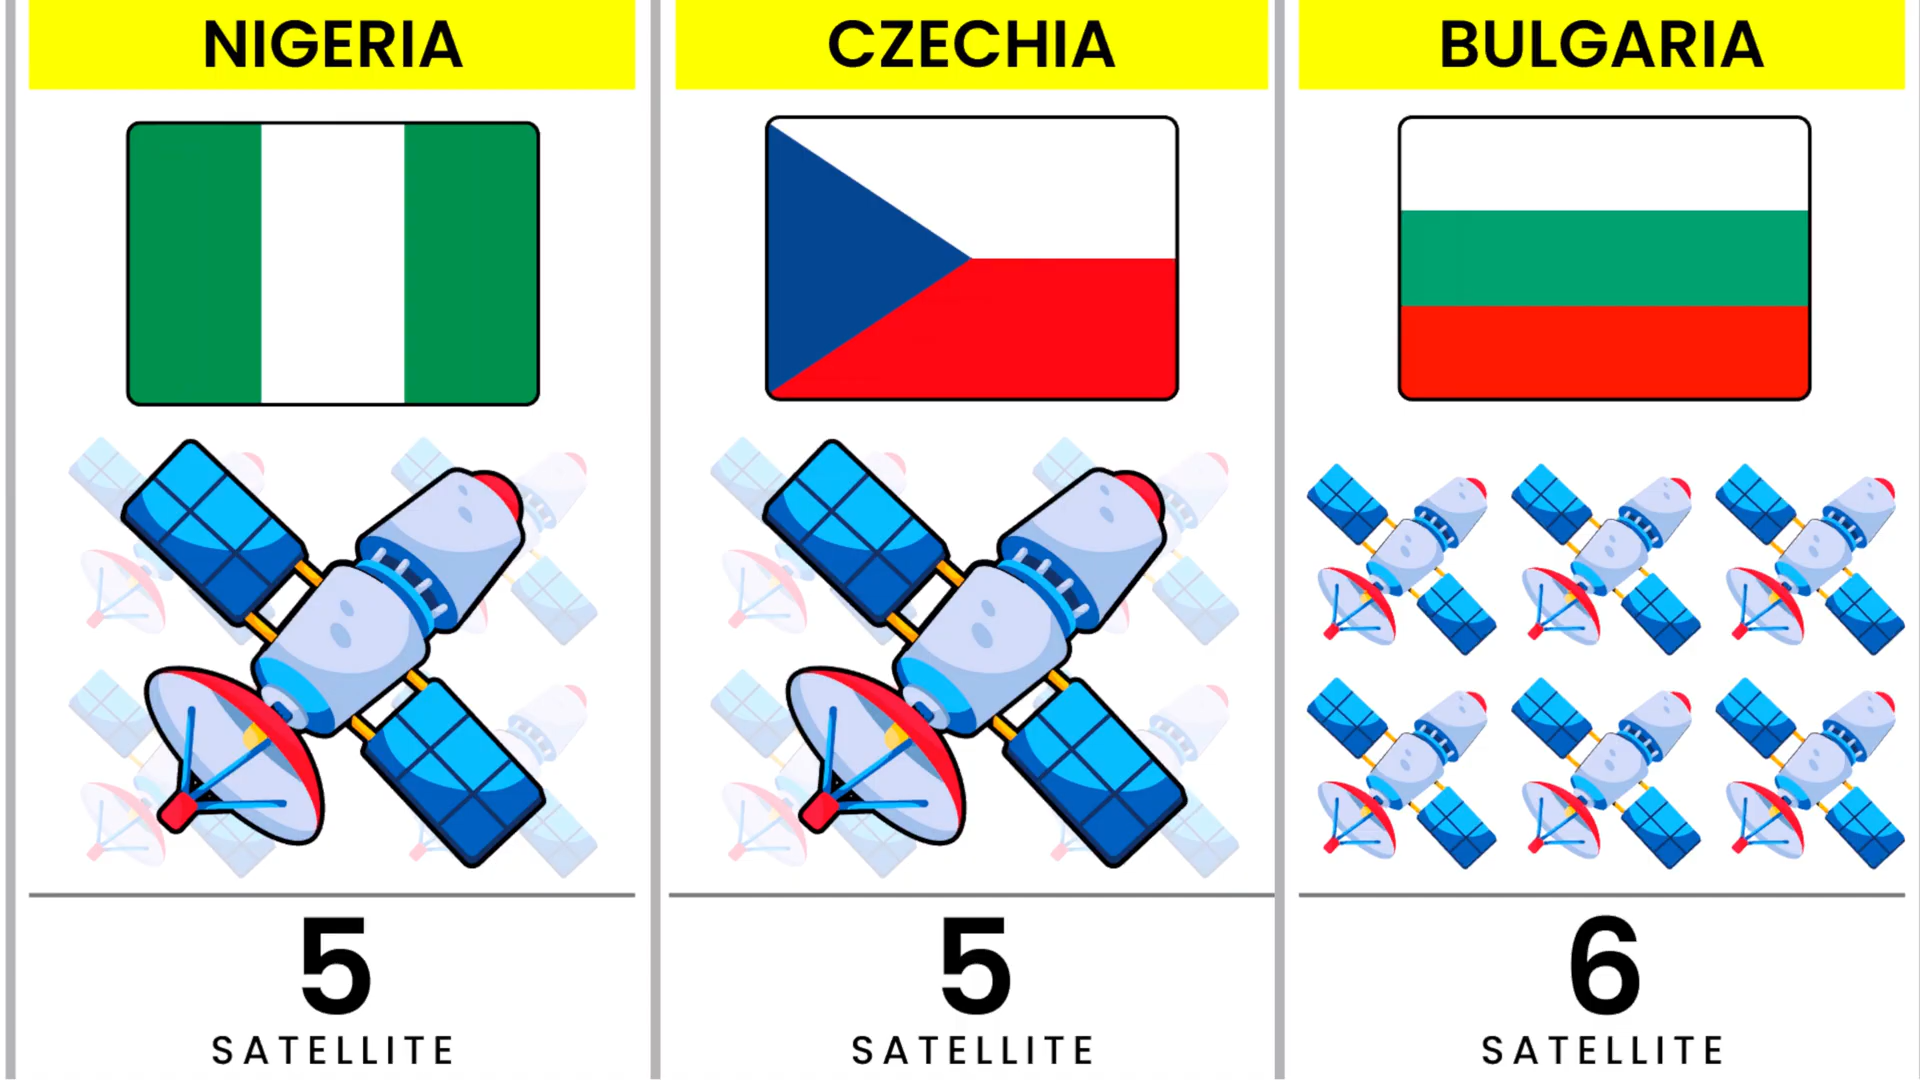 NIGERIA
CZECHIA
BULGARIA
5
SATELLITE
5
SATELLITE
6
SATELLITE